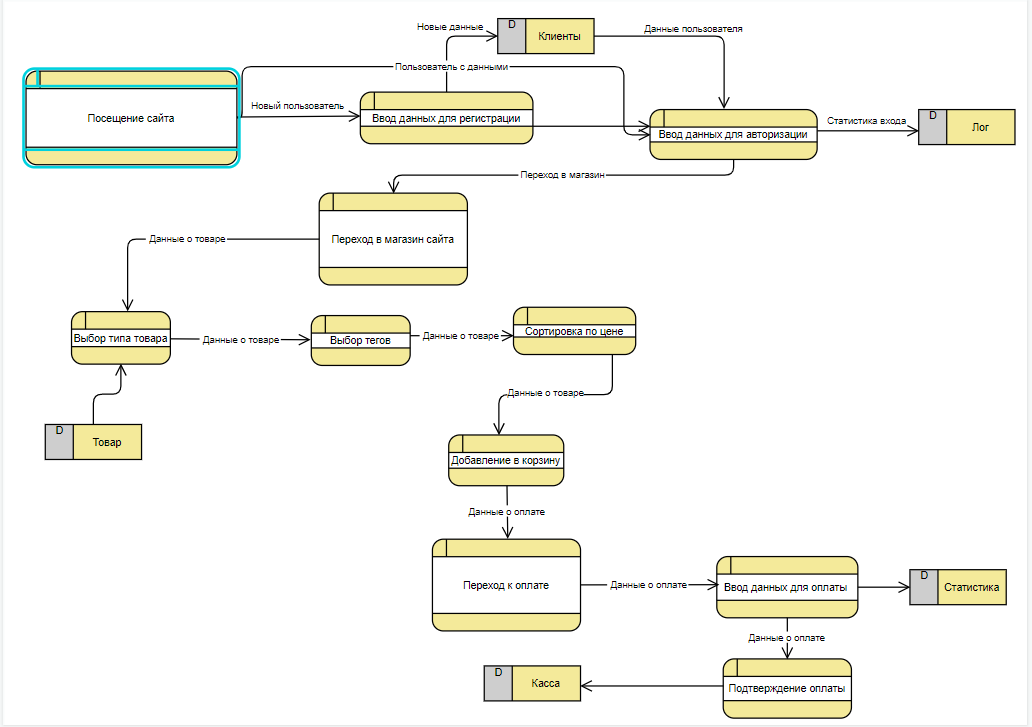 Новые данные
D
Клиенты
Данные пользователя
Пользователь с данными
Посещение сайта
Новый пользователь
Ввод данных для регистрации
Ввод данных для авторизации
Статистика входа
D
Лог
Переход в магазин
Данные о товаре
Переход в магазин сайта
Выбор типа товара
Данные о товаре
Выбор тегов
Данные о товаре
Сортировка по цене
Данные о товаре
D
Товар
Добавление в корзину
Данные о оплате
Переход к оплате
Данные о оплате
Ввод данных для оплаты
D
Статистика
Данные о оплате
D
Касса
Подтверждение оплаты